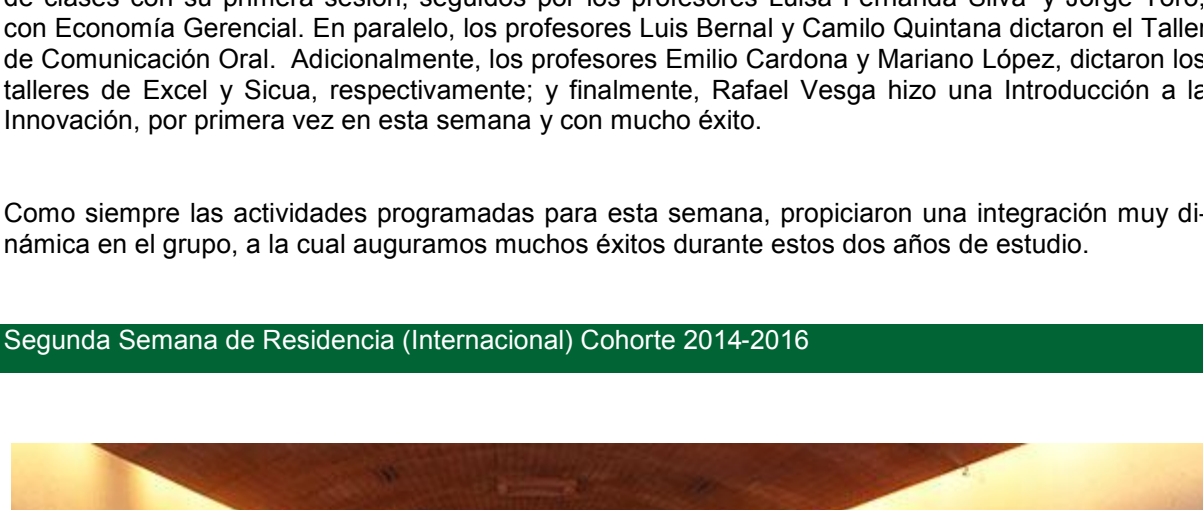 de clases con su primera sesión, seguidos por los profesores Luisa Fernanda Silva y Jorge Toro,
con Economía Gerencial. En paralelo, los profesores Luis Bernal y Camilo Quintana dictaron el Taller
de Comunicación Oral.  Adicionalmente, los profesores Emilio Cardona y Mariano López, dictaron los
talleres de Excel y Sicua, respectivamente; y finalmente, Rafael Vesga hizo una Introducción a la
Innovación, por primera vez en esta semana y con mucho éxito.
Como siempre las actividades programadas para esta semana, propiciaron una integración muy di-
námica en el grupo, a la cual auguramos muchos éxitos durante estos dos años de estudio.
Segunda Semana de Residencia (Internacional) Cohorte 2014-2016